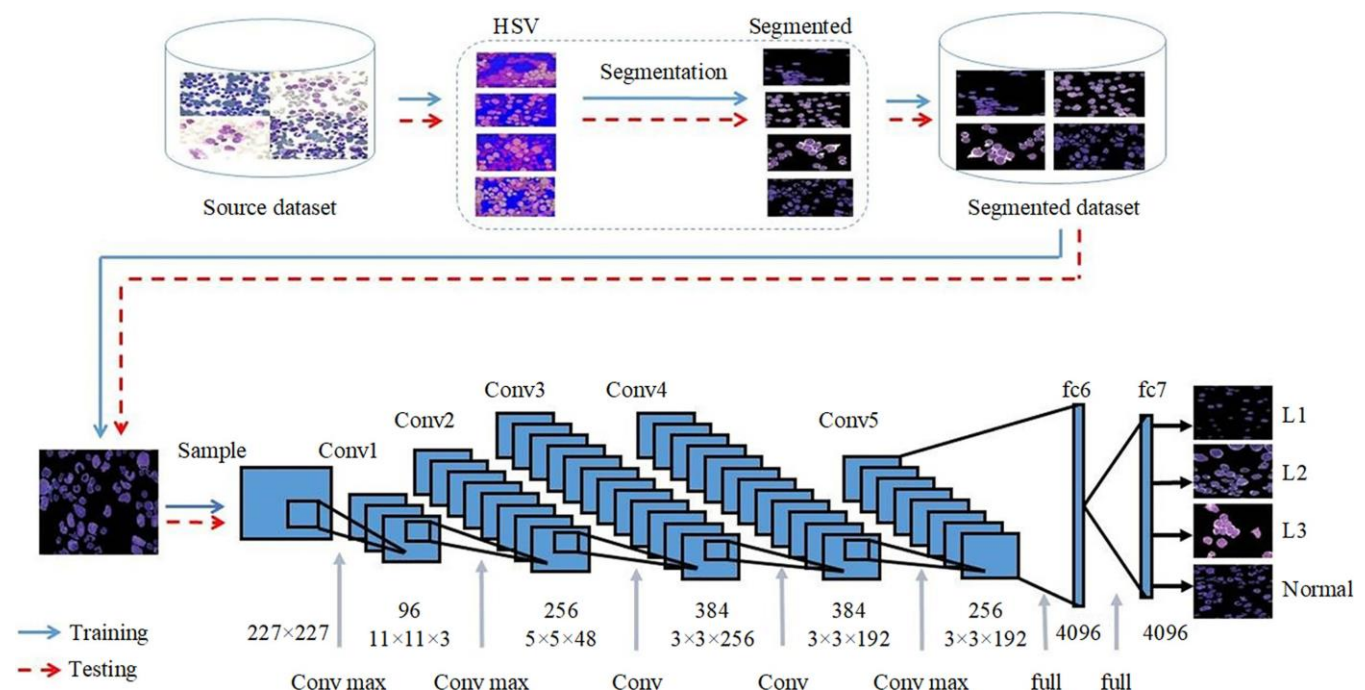 HSV
Segmented
Segmentation
Source dataset
Segmented dataset
Conv3
Conv4
fc6
fc7
Conv2
Conv5
L1
Sample
Conv1
L2
L3
Normal
96
256
384
384
256
227×227
11×11×3
5×5×48
3×3×256
3×3×192
3×3×192
4096
4096
Training
Testing
Conv max
Conv max
Conv
Conv
Conv max
full
full